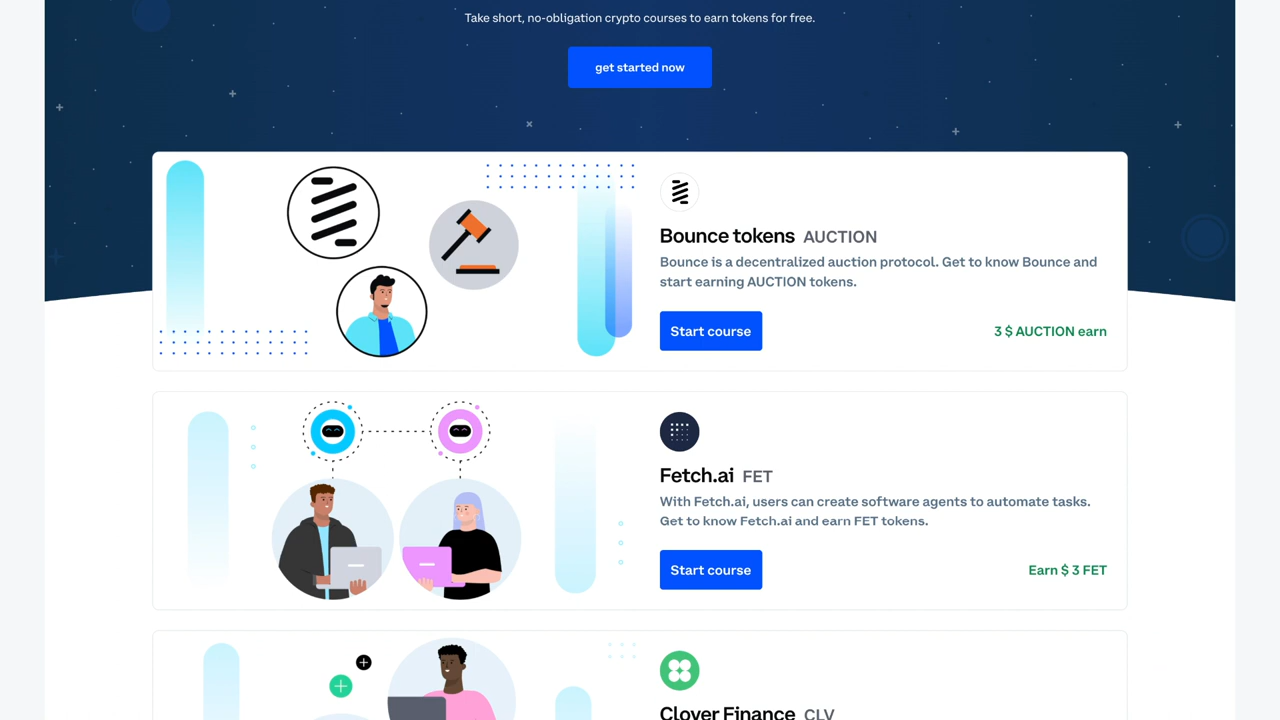 Take short, no-obligation crypto courses to earn tokens for free.
get started now
Bounce tokens AUCTION
Bounce is a decentralized auction protocol. Get to know Bounce and
start earning AUCTION tokens.
Start course
3 $ AUCTION earn
Fetch.ai FET
With Fetch.ai, users can create software agents to automate tasks.
Get to know Fetch.ai and earn FET tokens.
Start course
Earn $ 3 FET
Clover Finance CLV